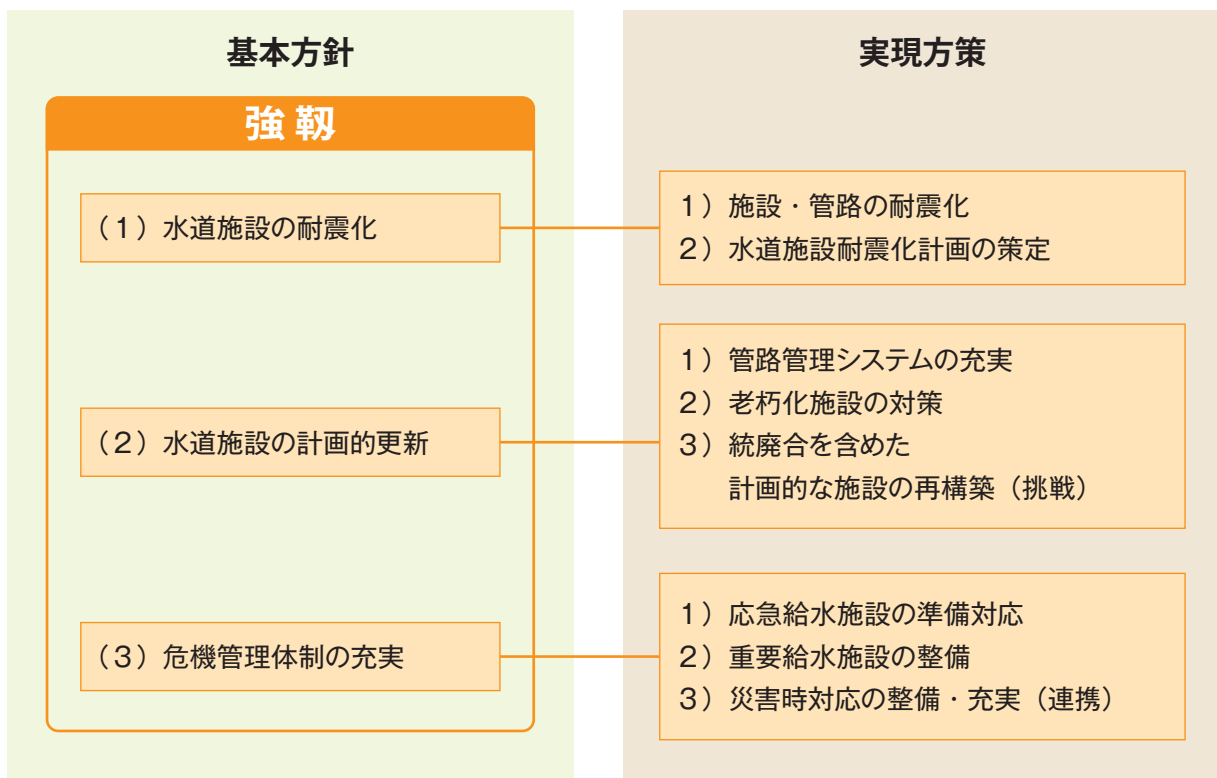 基本方針
強靱
（1）水道施設の耐震化
（2）水道施設の計画的更新
（3）危機管理体制の充実
実現方策
1）施設・管路の耐震化
2）水道施設耐震化計画の策定
1）管路管理システムの充実
2）老朽化施設の対策
3）統廃合を含めた
計画的な施設の再構築（挑戦）
1）応急給水施設の準備対応
2）重要給水施設の整備
3）災害時対応の整備・充実（連携）